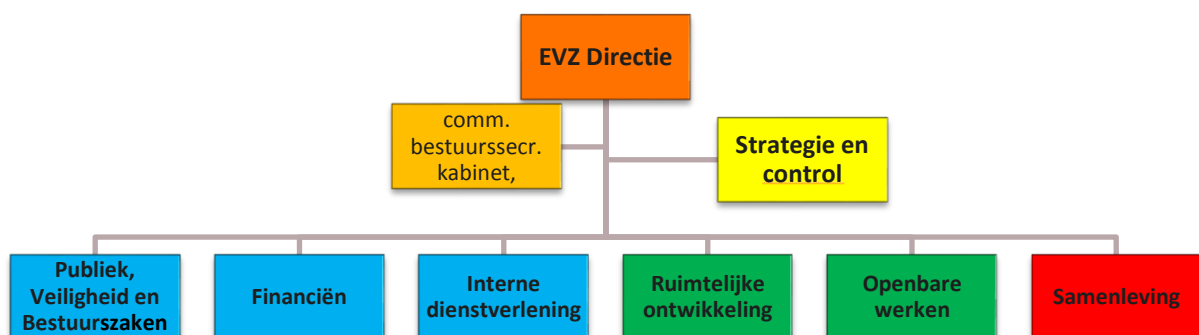 EVZ Directie
comm.
bestuurssecr.
kabinet,
Strategie en
control
Publiek,
Veiligheid en
Bestuurszaken
Financiën
Interne
dienstverlening
Ruimtelijke
ontwikkeling
Openbare
werken
Samenleving